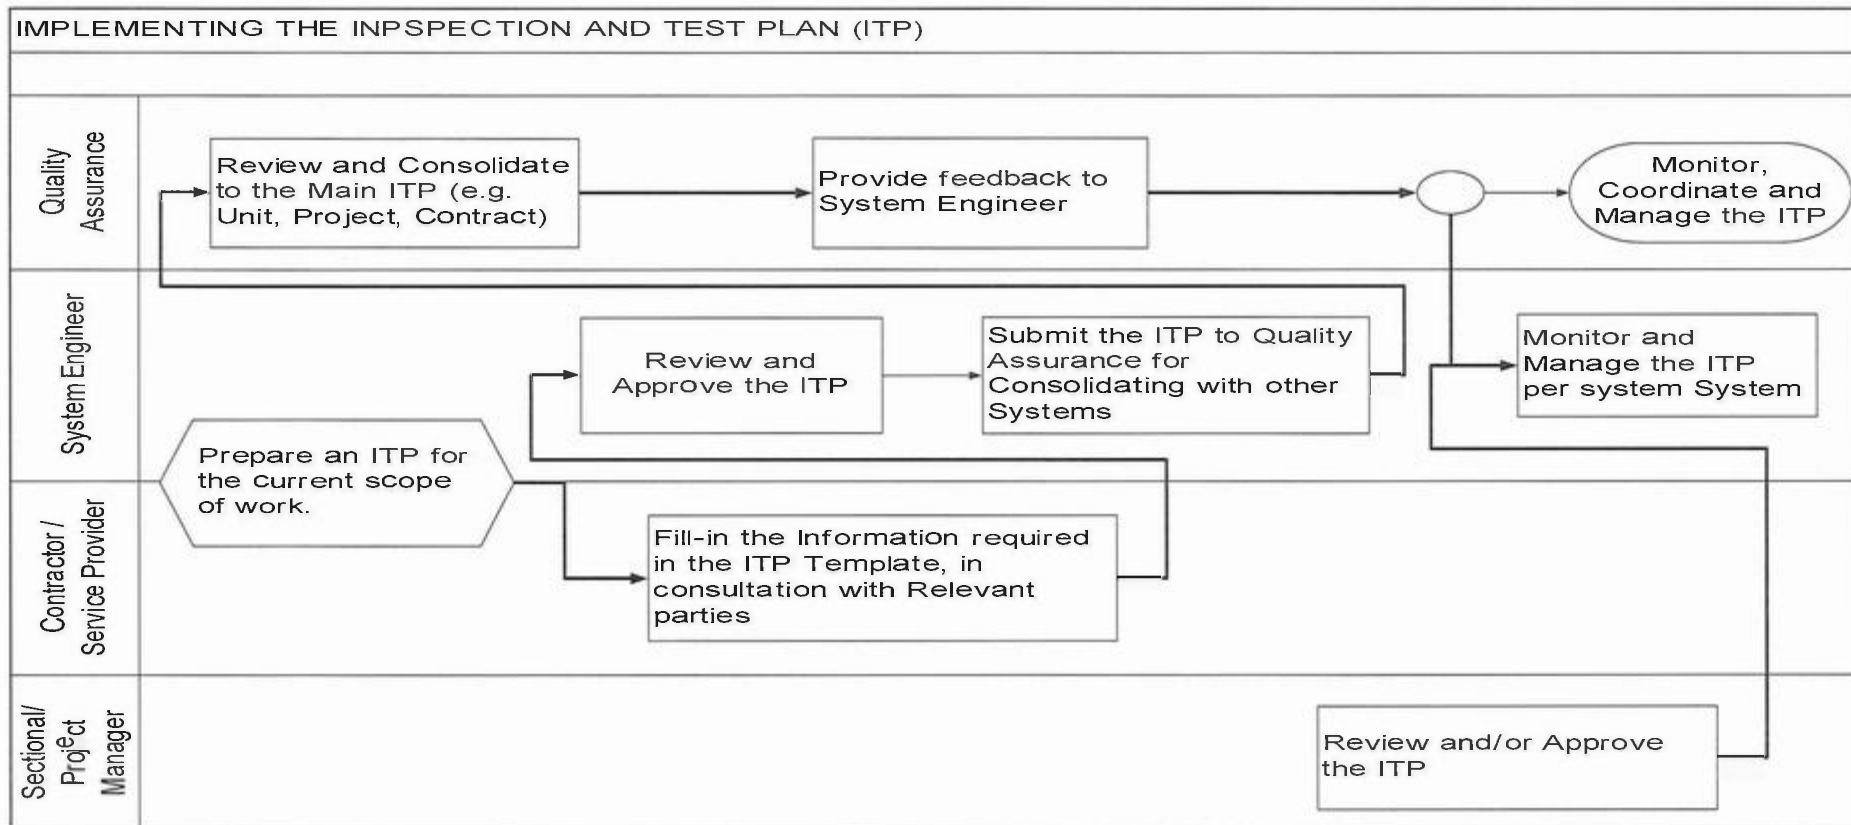 IMPLEMENTING THE INPSPECTION AND TEST PLAN (ITP)
Quality
Assurance
Review and Consolidate
to the Main ITP (e.g.
Unit, Project, Contract)
Provide feedback to
System Engineer
Monitor,
Coordinate and
Manage the ITP
System Engineer
Review and
Approve the ITP
Submit the ITP to Quality
Assurance for
Consolidating with other
Systems
Monitor and
Manage the ITP
per system System
Prepare an ITP for
the current scope
of work.
Contractor /
Service Provider
Fill-in the Information required
in the ITP Template, in
consultation with Relevant
parties
Sectional/
Project
Manager
Review and/or Approve
the ITP